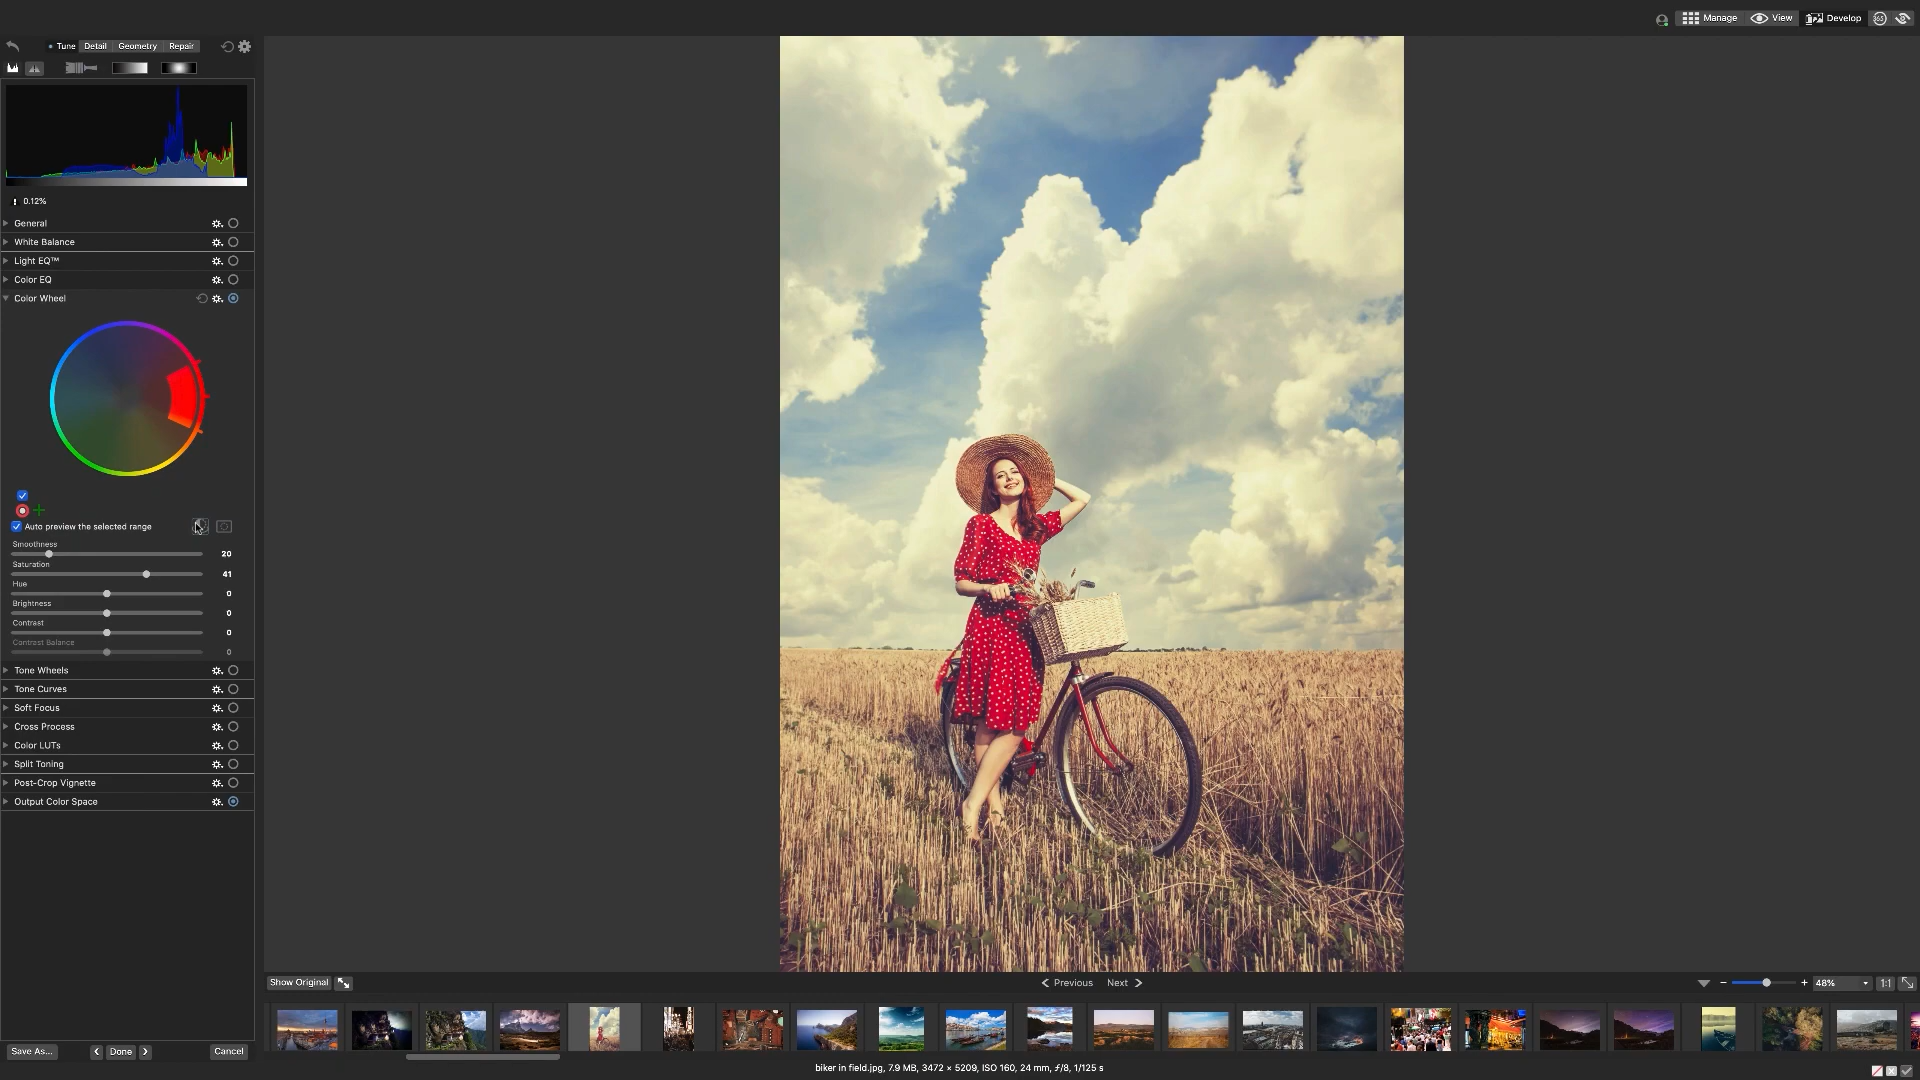 Manage View Develop 365
Tune Detail Geometry Repair
0.12%
General
White Balance
Light EQ™
Color EQ
Color Wheel
Auto preview the selected range
Smoothness
20
Saturation
41
Hue
0
Brightness
0
Contrast
0
Contrast Balance
0
Tone Wheels
Tone Curves
Soft Focus
Cross Process
Color LUTs
Split Toning
Post-Crop Vignette
Output Color Space
Show Original Previous Next 48% 1:1
Save As... Done Cancel
biker in field.jpg, 7.9 MB, 3472 × 5209, ISO 160, 24 mm, ƒ/8, 1/125 s